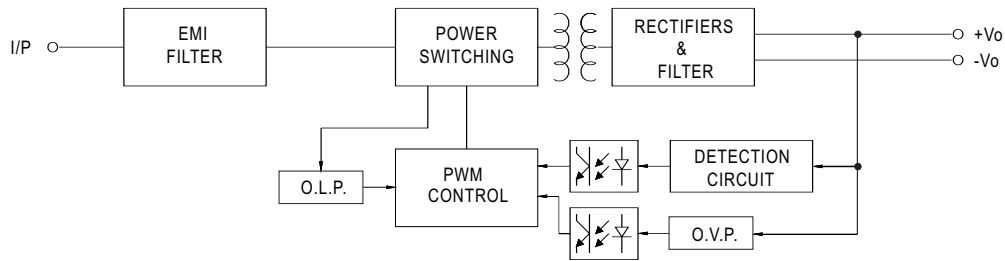 I/P
EMI
FILTER
POWER
SWITCHING
RECTIFIERS
&
FILTER
+Vo
-Vo
O.L.P.
PWM
CONTROL
DETECTION
CIRCUIT
O.V.P.